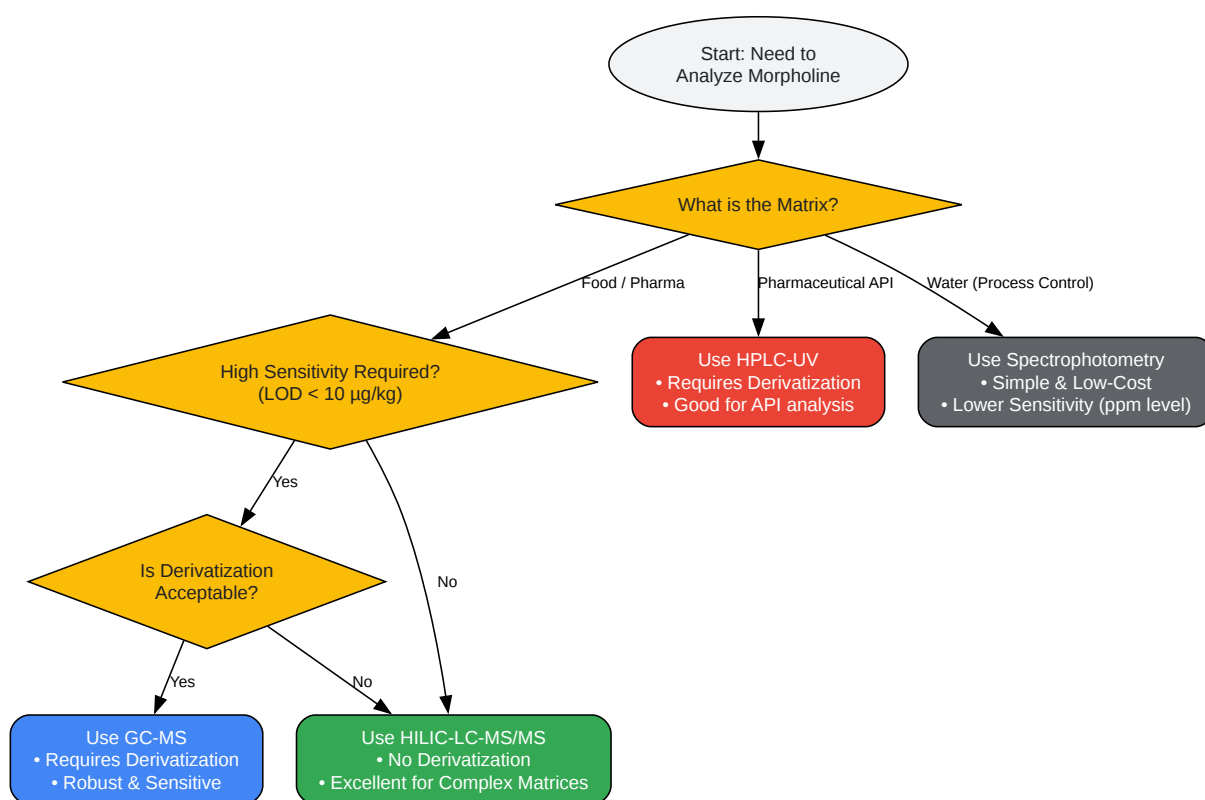 Start: Need to
Analyze Morpholine
What is the Matrix?
Food / Pharma
Pharmaceutical API
Water (Process Control)
High Sensitivity Required?
(LOD < 10 µg/kg)
Use HPLC-UV
• Requires Derivatization
• Good for API analysis
Use Spectrophotometry
• Simple & Low-Cost
• Lower Sensitivity (ppm level)
Yes
No
Is Derivatization
Acceptable?
Yes
No
Use GC-MS
• Requires Derivatization
• Robust & Sensitive
Use HILIC-LC-MS/MS
• No Derivatization
• Excellent for Complex Matrices